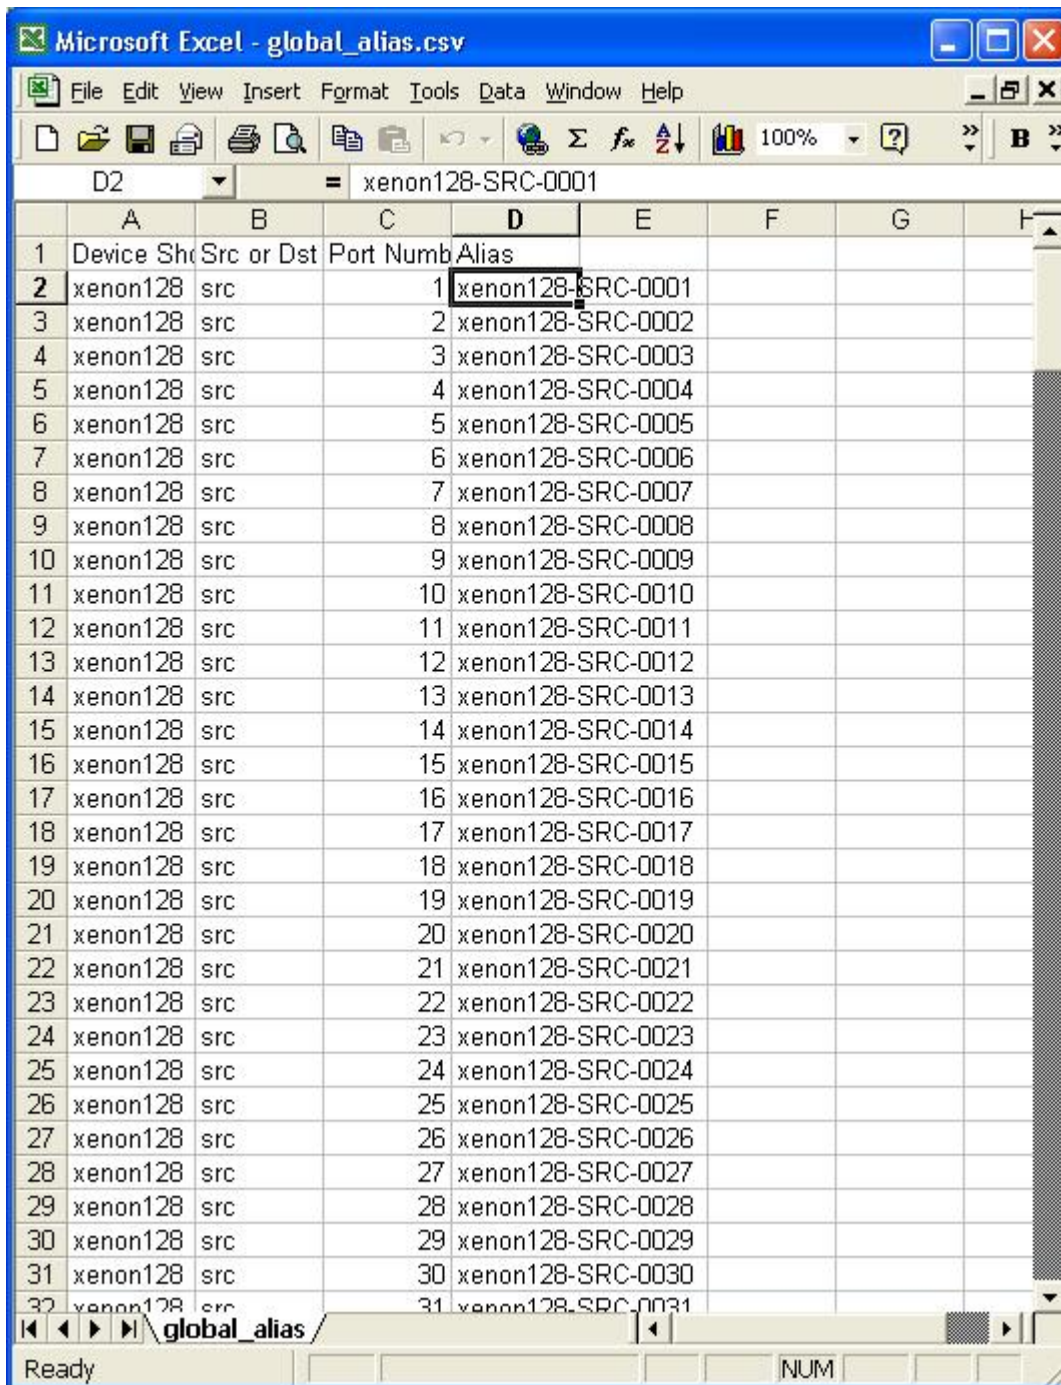 Microsoft Excel - global_alias.csv
File Edit View Insert Format Tools Data Window Help
100% B
D2 = xenon128-SRC-0001
A B C D E F G H
1 Device Sho Src or Dst Port Numb Alias
2 xenon128 src 1 xenon128-SRC-0001
3 xenon128 src 2 xenon128-SRC-0002
4 xenon128 src 3 xenon128-SRC-0003
5 xenon128 src 4 xenon128-SRC-0004
6 xenon128 src 5 xenon128-SRC-0005
7 xenon128 src 6 xenon128-SRC-0006
8 xenon128 src 7 xenon128-SRC-0007
9 xenon128 src 8 xenon128-SRC-0008
10 xenon128 src 9 xenon128-SRC-0009
11 xenon128 src 10 xenon128-SRC-0010
12 xenon128 src 11 xenon128-SRC-0011
13 xenon128 src 12 xenon128-SRC-0012
14 xenon128 src 13 xenon128-SRC-0013
15 xenon128 src 14 xenon128-SRC-0014
16 xenon128 src 15 xenon128-SRC-0015
17 xenon128 src 16 xenon128-SRC-0016
18 xenon128 src 17 xenon128-SRC-0017
19 xenon128 src 18 xenon128-SRC-0018
20 xenon128 src 19 xenon128-SRC-0019
21 xenon128 src 20 xenon128-SRC-0020
22 xenon128 src 21 xenon128-SRC-0021
23 xenon128 src 22 xenon128-SRC-0022
24 xenon128 src 23 xenon128-SRC-0023
25 xenon128 src 24 xenon128-SRC-0024
26 xenon128 src 25 xenon128-SRC-0025
27 xenon128 src 26 xenon128-SRC-0026
28 xenon128 src 27 xenon128-SRC-0027
29 xenon128 src 28 xenon128-SRC-0028
30 xenon128 src 29 xenon128-SRC-0029
31 xenon128 src 30 xenon128-SRC-0030
32 xenon128 src 31 xenon128-SRC-0031
global_alias
Ready NUM